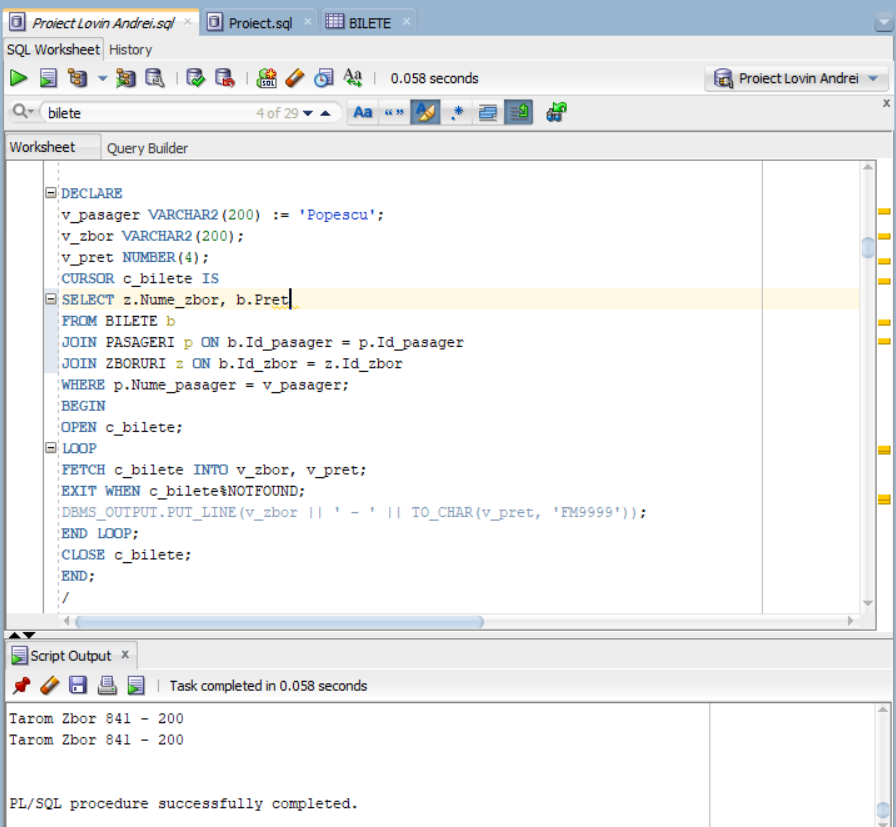 Proiect Lovin Andrei.sql × Proiect.sql × BILETE ×
SQL Worksheet History
0.058 seconds Proiect Lovin Andrei
bilete 4 of 29 Aa “” .* x
Worksheet Query Builder
DECLARE
v_pasager VARCHAR2(200) := 'Popescu';
v_zbor VARCHAR2(200);
v_pret NUMBER(4);
CURSOR c_bilete IS
SELECT z.Nume_zbor, b.Pret
FROM BILETE b
JOIN PASAGERI p ON b.Id_pasager = p.Id_pasager
JOIN ZBORURI z ON b.Id_zbor = z.Id_zbor
WHERE p.Nume_pasager = v_pasager;
BEGIN
OPEN c_bilete;
LOOP
FETCH c_bilete INTO v_zbor, v_pret;
EXIT WHEN c_bilete%NOTFOUND;
DBMS_OUTPUT.PUT_LINE(v_zbor || ' - ' || TO_CHAR(v_pret, 'FM9999'));
END LOOP;
CLOSE c_bilete;
END;
/
Script Output x
Task completed in 0.058 seconds
Tarom Zbor 841 - 200
Tarom Zbor 841 - 200
PL/SQL procedure successfully completed.